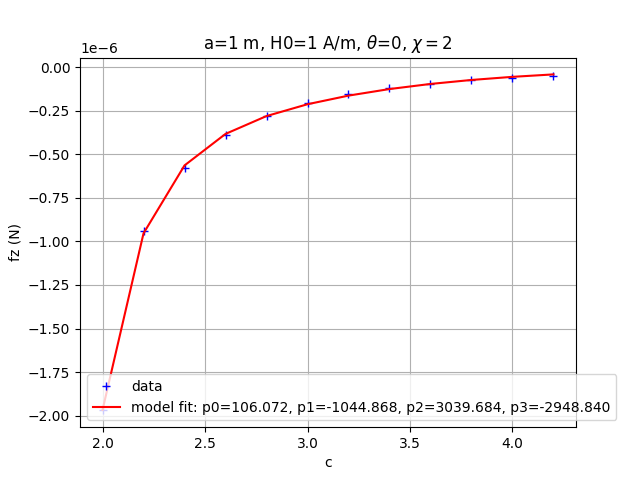 a=1 m, H0=1 A/m, θ=0, χ = 2
1e−6
0.00
−0.25
−0.50
−0.75
−1.00
−1.25
−1.50
−1.75
−2.00
fz (N)
data
model fit: p0=106.072, p1=-1044.868, p2=3039.684, p3=-2948.840
2.0 2.5 3.0 3.5 4.0
c